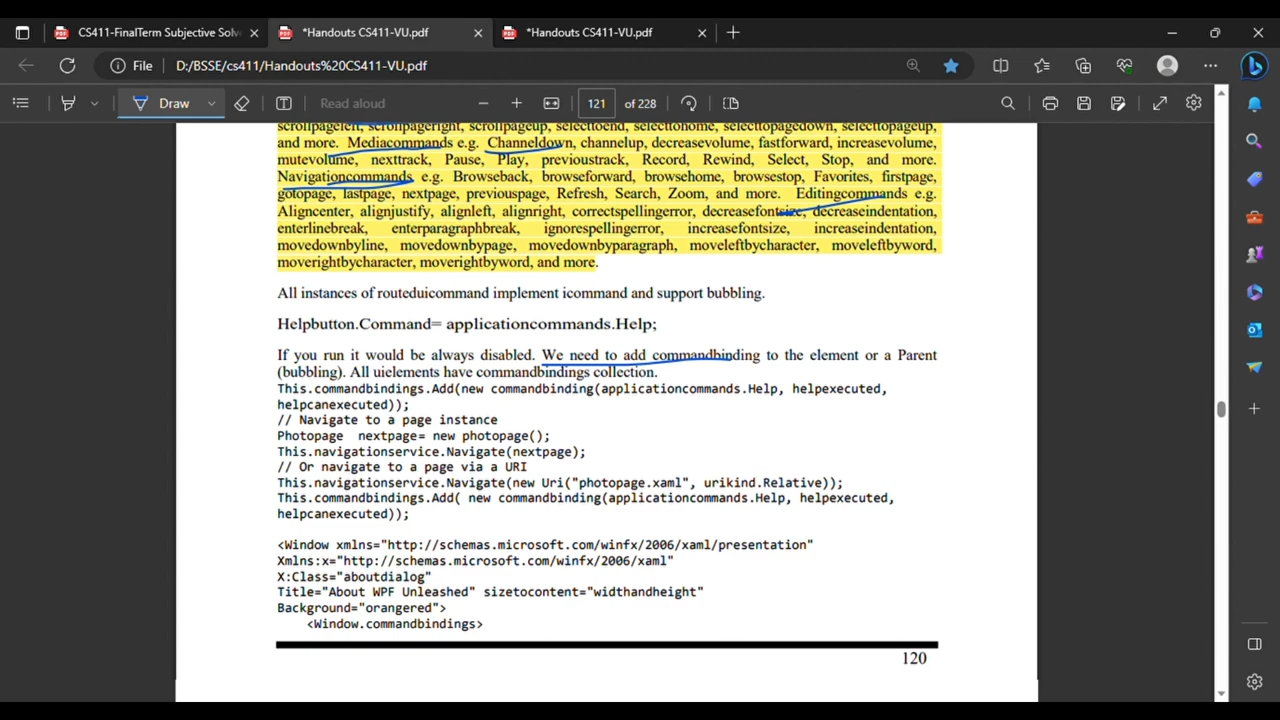 CS411-FinalTerm Subjective Solv
*Handouts CS411-VU.pdf
*Handouts CS411-VU.pdf
File D:/BSSE/cs411/Handouts%20CS411-VU.pdf
Draw Read aloud 121 of 228
scrollpageleft, scrollpageright, scrollpageup, selecttoend, selecttohome, selecttopagedown, selecttopageup,
and more. Mediacommands e.g. Channeldown, channelup, decreasevolume, fastforward, increasevolume,
mutevolume, nexttrack, Pause, Play, previoustrack, Record, Rewind, Select, Stop, and more.
Navigationcommands e.g. Browseback, browseforward, browsehome, browsestop, Favorites, firstpage,
gotopage, lastpage, nextpage, previouspage, Refresh, Search, Zoom, and more. Editingcommands e.g.
Aligncenter, alignjustify, alignleft, alignright, correctspellingerror, decreasefontsize, decreaseindentation,
enterlinebreak, enterparagraphbreak, ignorespellingerror, increasefontsize, increaseindentation,
movedownbyline, movedownbypage, movedownbyparagraph, moveleftbycharacter, moveleftbyword,
moverightbycharacter, moverightbyword, and more.
All instances of routeduicommand implement icommand and support bubbling.
Helpbutton.Command= applicationcommands.Help;
If you run it would be always disabled. We need to add commandbinding to the element or a Parent
(bubbling). All uielements have commandbindings collection.
This.commandbindings.Add(new commandbinding(applicationcommands.Help, helpexecuted,
helpcanexecuted));
// Navigate to a page instance
Photopage nextpage= new photopage();
This.navigationservice.Navigate(nextpage);
// Or navigate to a page via a URI
This.navigationservice.Navigate(new Uri("photopage.xaml", urikind.Relative));
This.commandbindings.Add( new commandbinding(applicationcommands.Help, helpexecuted,
helpcanexecuted));
<Window xmlns="http://schemas.microsoft.com/winfx/2006/xaml/presentation"
Xmlns:x="http://schemas.microsoft.com/winfx/2006/xaml"
X:Class="aboutdialog"
Title="About WPF Unleashed" sizetocontent="widthandheight"
Background="orangered">
<Window.commandbindings>
120